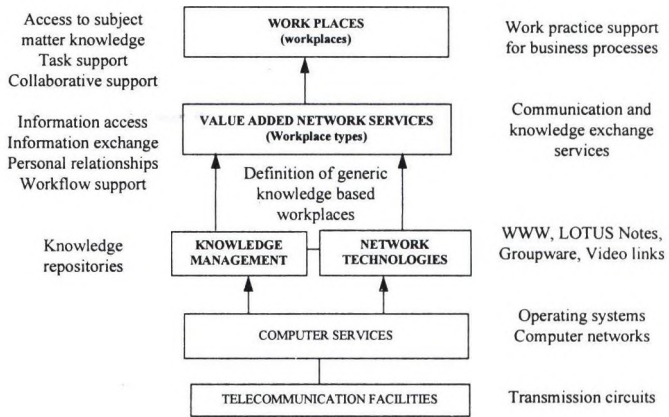 Access to subject
matter knowledge
Task support
Collaborative support
WORK PLACES
(workplaces)
Work practice support
for business processes
Information access
Information exchange
Personal relationships
Workflow support
VALUE ADDED NETWORK SERVICES
(Workplace types)
Communication and
knowledge exchange
services
Definition of generic
knowledge based
workplaces
Knowledge
repositories
KNOWLEDGE
MANAGEMENT
NETWORK
TECHNOLOGIES
WWW, LOTUS Notes,
Groupware, Video links
COMPUTER SERVICES
Operating systems
Computer networks
TELECOMMUNICATION FACILITIES
Transmission circuits